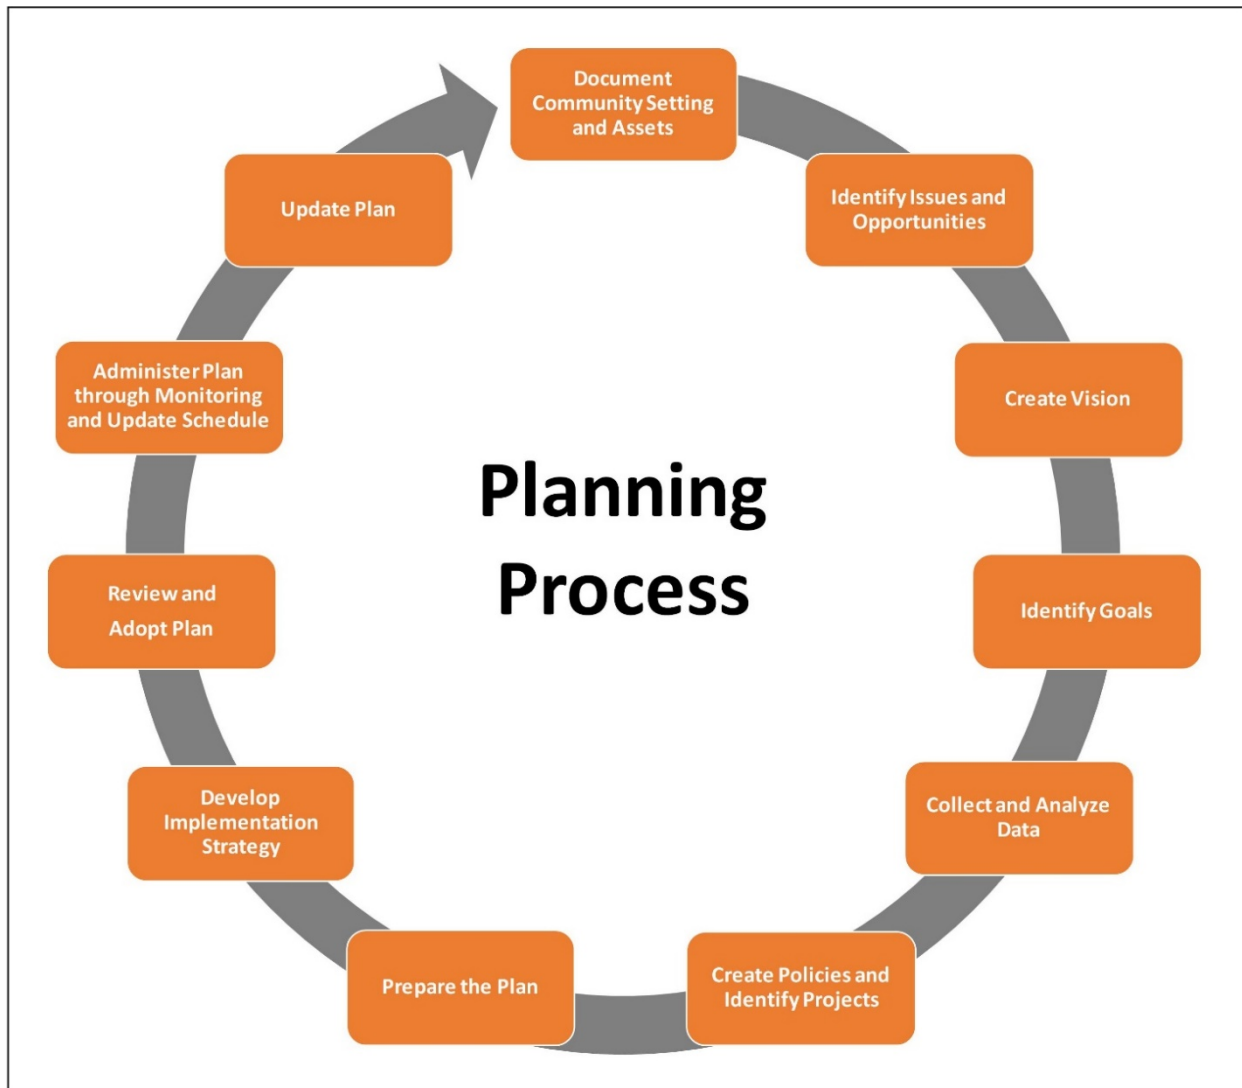 Document
Community Setting
and Assets
Identify Issues and
Opportunities
Create Vision
Identify Goals
Collect and Analyze
Data
Create Policies and
Identify Projects
Prepare the Plan
Develop
Implementation
Strategy
Review and
Adopt Plan
Administer Plan
through Monitoring
and Update Schedule
Update Plan
Planning
Process